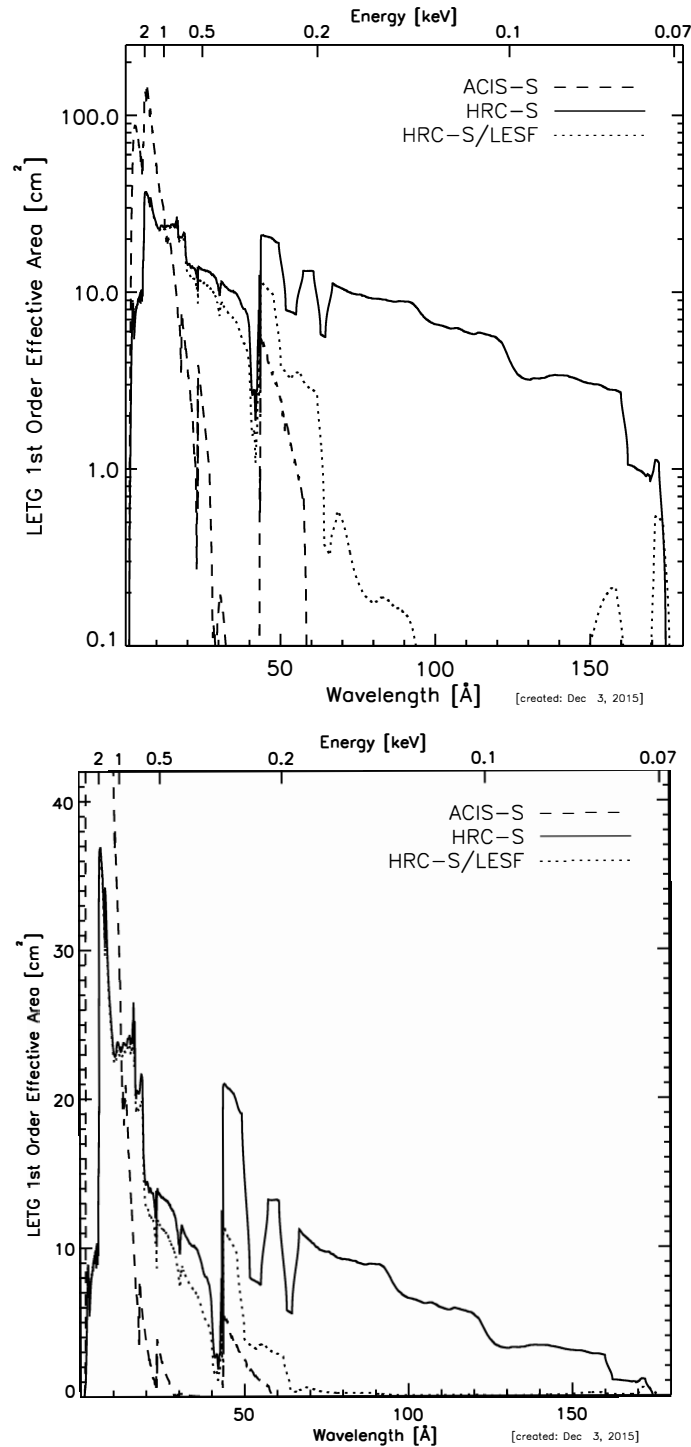 Energy [keV]
2 1 0.5 0.2 0.1 0.07
ACIS-S
HRC-S
HRC-S/LESF
LETG 1st Order Effective Area [cm²]
100.0
10.0
1.0
0.1
50 100 150
Wavelength [Å]
[created: Dec 3, 2015]
Energy [keV]
2 1 0.5 0.2 0.1 0.07
ACIS-S
HRC-S
HRC-S/LESF
LETG 1st Order Effective Area [cm²]
40
30
20
10
0
50 100 150
Wavelength [Å]
[created: Dec 3, 2015]